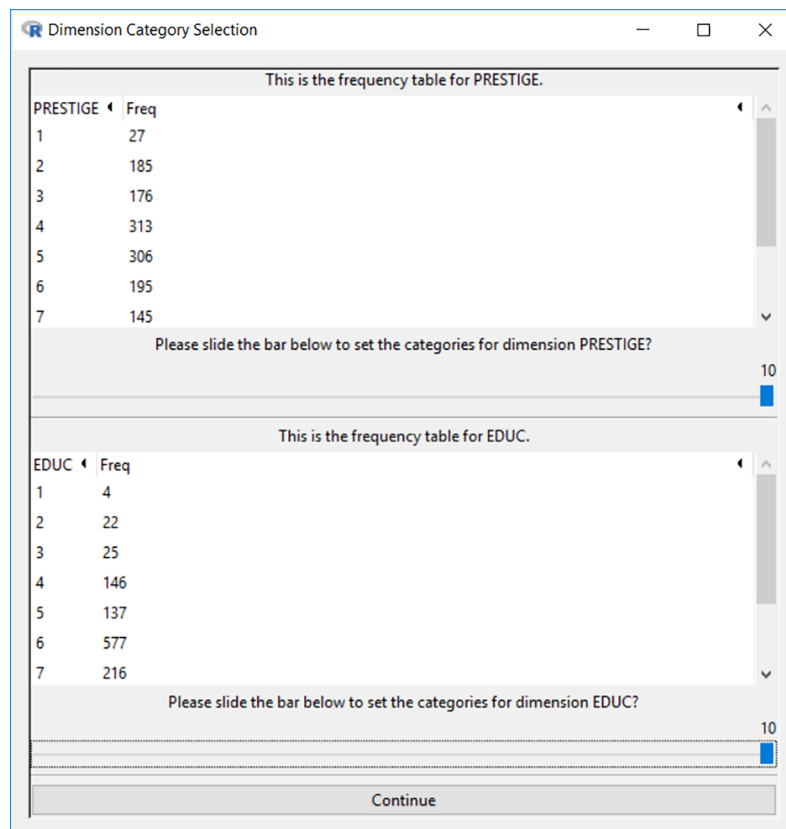 Dimension Category Selection
This is the frequency table for PRESTIGE.
PRESTIGE Freq
1 27
2 185
3 176
4 313
5 306
6 195
7 145
Please slide the bar below to set the categories for dimension PRESTIGE?
10
This is the frequency table for EDUC.
EDUC Freq
1 4
2 22
3 25
4 146
5 137
6 577
7 216
Please slide the bar below to set the categories for dimension EDUC?
10
Continue